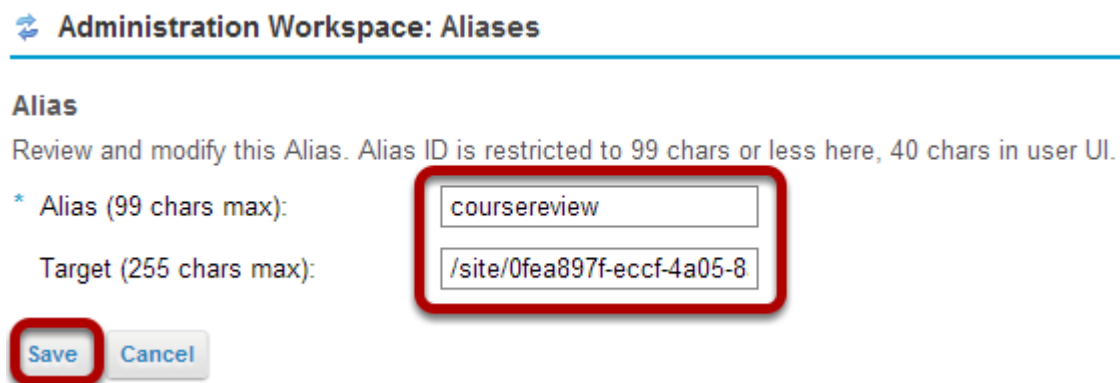 Administration Workspace: Aliases
Alias
Review and modify this Alias. Alias ID is restricted to 99 chars or less here, 40 chars in user UI.
* Alias (99 chars max): coursereview
Target (255 chars max): /site/0fea897f-eccf-4a05-8
Save Cancel